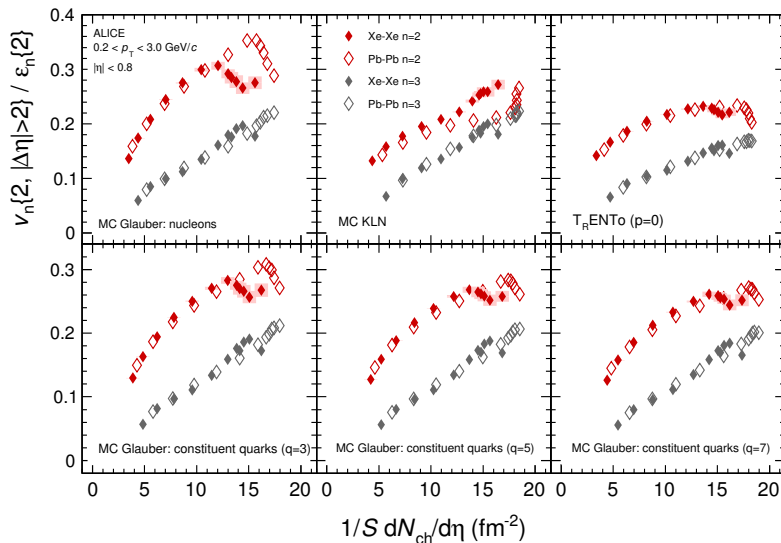 v_n{2, |Δη|>2} / ε_n{2}
0.4
0.3
0.2
0.1
0
ALICE
0.2 < p_T < 3.0 GeV/c
|η| < 0.8
MC Glauber: nucleons
Xe-Xe n=2
Pb-Pb n=2
Xe-Xe n=3
Pb-Pb n=3
MC KLN
T_RENTo (p=0)
0.3
0.2
0.1
0
MC Glauber: constituent quarks (q=3)
MC Glauber: constituent quarks (q=5)
MC Glauber: constituent quarks (q=7)
0 5 10 15 20 0 5 10 15 20 0 5 10 15 20
1/S dN_ch/dη (fm⁻²)